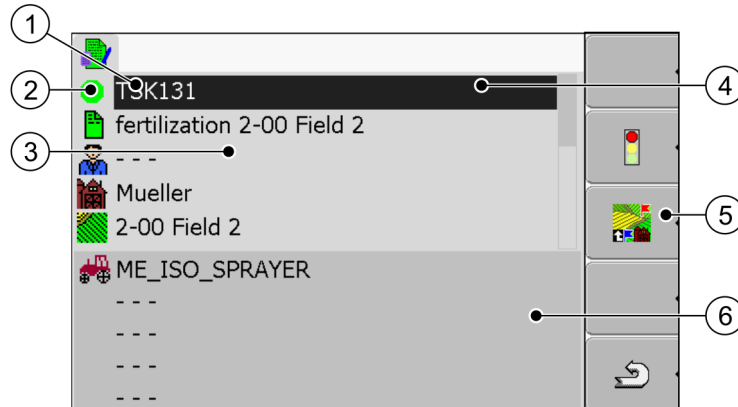 1
2
3
4
5
6
TSK131
fertilization 2-00 Field 2
- - -
Mueller
2-00 Field 2
ME_ISO_SPRAYER
- - -
- - -
- - -
- - -